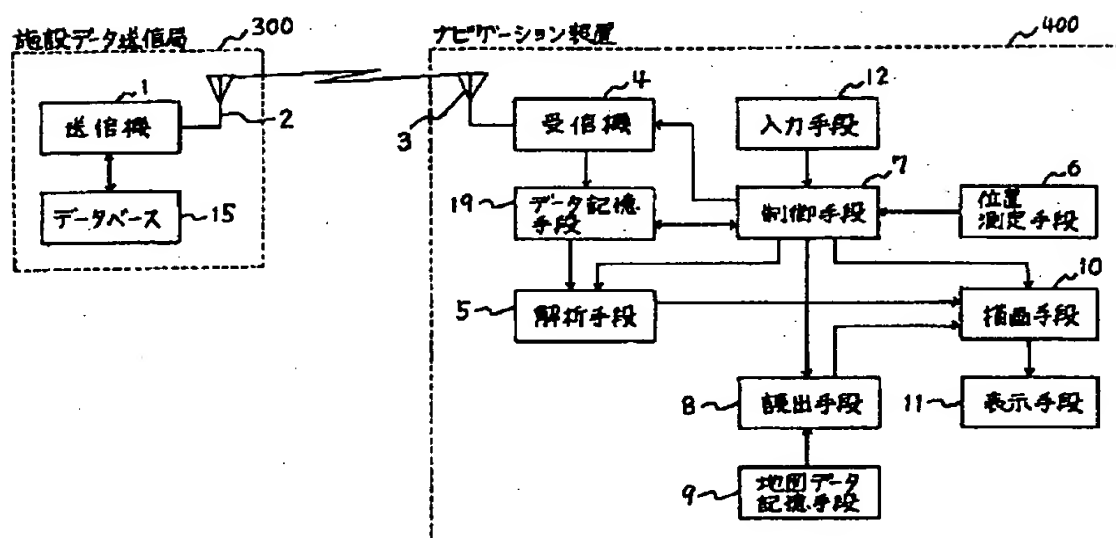 施設データ送信局
300
ナビゲーション装置
400
1
送信機
2
3
4
受信機
12
入力手段
データベース
15
19
データ記憶
手段
7
制御手段
6
位置
測定手段
5
解析手段
10
描画手段
8
読出手段
11
表示手段
9
地図データ
記憶手段